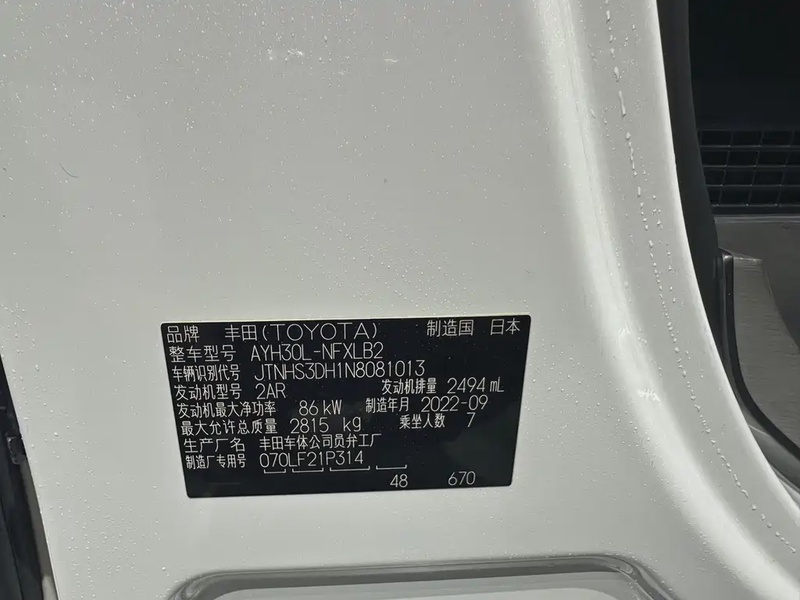 品牌 丰田(TOYOTA) 制造国 日本
整车型号 AYH30L-NFXLB2
车辆识别代号 JTNHS3DH1N8081013
发动机型号 2AR 发动机排量 2494 mL
发动机最大净功率 86 kW 制造年月 2022-09
最大允许总质量 2815 kg 乘坐人数 7
生产厂名 丰田车体公司员弁工厂
制造厂专用号 070LF21P314
48 670